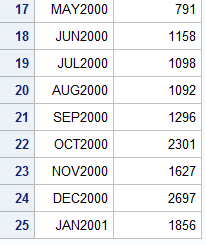 17 MAY2000 791
18 JUN2000 1158
19 JUL2000 1098
20 AUG2000 1092
21 SEP2000 1296
22 OCT2000 2301
23 NOV2000 1627
24 DEC2000 2697
25 JAN2001 1856